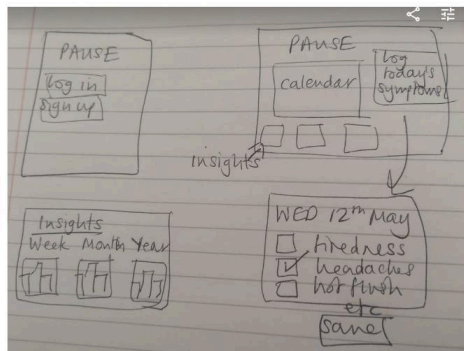 PAUSE
Log in
sign up
PAUSE
calendar
Log
todays
symptoms
insights
Insights
Week Month Year
WED 12th May
tiredness
headaches
hot flush
etc
save